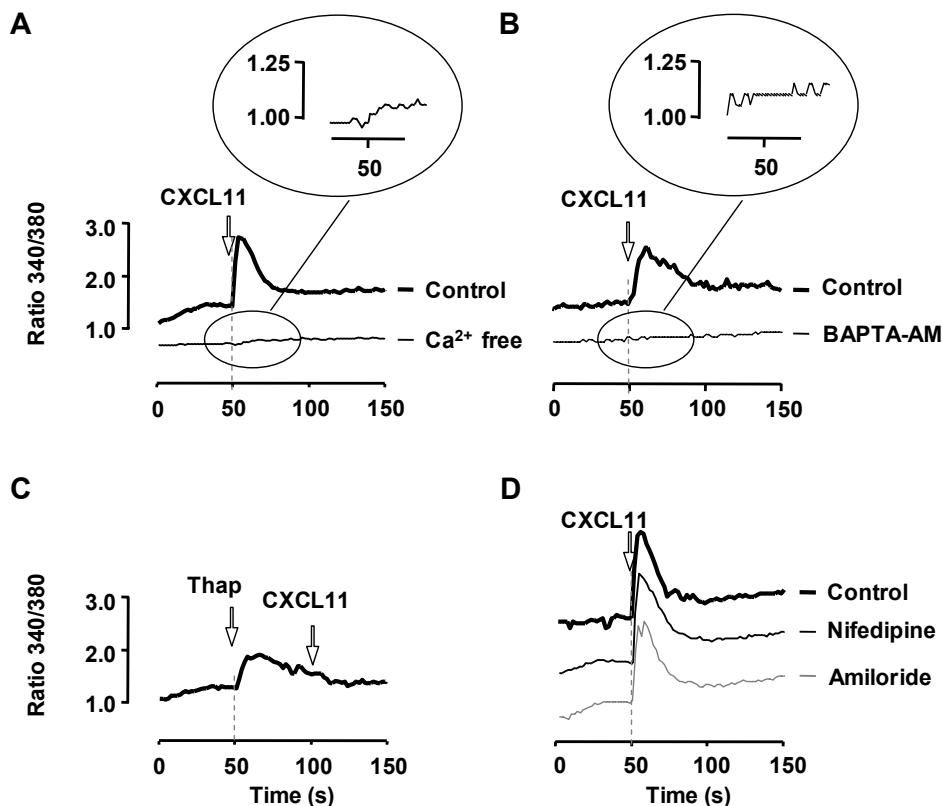 A
1.25
1.00
50
CXCL11
Ratio 340/380
3.0
2.0
1.0
Control
Ca²⁺ free
0 50 100 150
B
1.25
1.00
50
CXCL11
Control
BAPTA-AM
0 50 100 150
C
Ratio 340/380
3.0
2.0
1.0
Thap
CXCL11
0 50 100 150
Time (s)
D
CXCL11
Control
Nifedipine
Amiloride
0 50 100 150
Time (s)